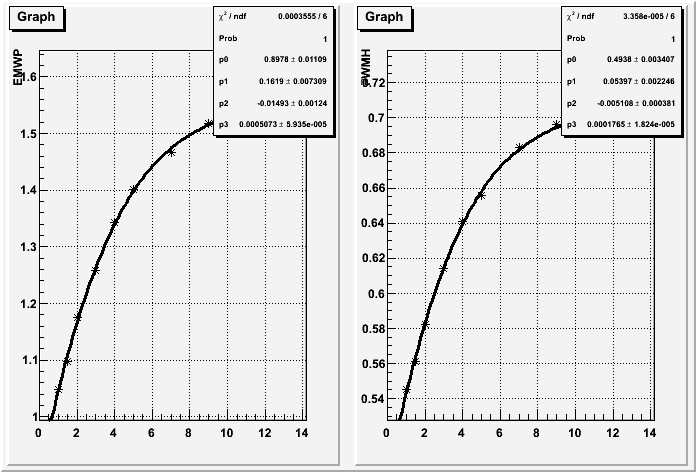 Graph
χ² / ndf 0.0003555 / 6
Prob 1
p0 0.8978 ± 0.01109
p1 0.1619 ± 0.007309
p2 -0.01493 ± 0.00124
p3 0.0005073 ± 5.935e-005
EMWP
1.6
1.5
1.4
1.3
1.2
1.1
1
0 2 4 6 8 10 12 14
Graph
χ² / ndf 3.358e-005 / 6
Prob 1
p0 0.4938 ± 0.003407
p1 0.05397 ± 0.002246
p2 -0.005108 ± 0.000381
p3 0.0001765 ± 1.824e-005
0.72
0.7
0.68
0.66
0.64
0.62
0.6
0.58
0.56
0.54
0 2 4 6 8 10 12 14